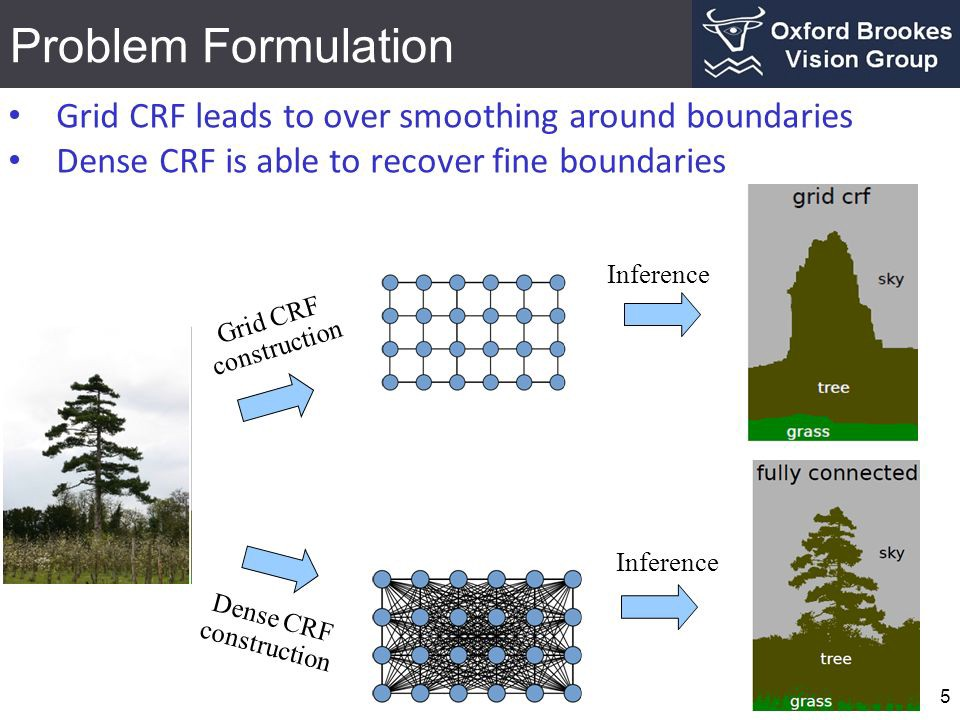 Problem Formulation
Oxford Brookes
Vision Group
• Grid CRF leads to over smoothing around boundaries
• Dense CRF is able to recover fine boundaries
grid crf
sky
tree
grass
Inference
Grid CRF
construction
fully connected
sky
tree
grass
Inference
Dense CRF
construction
5